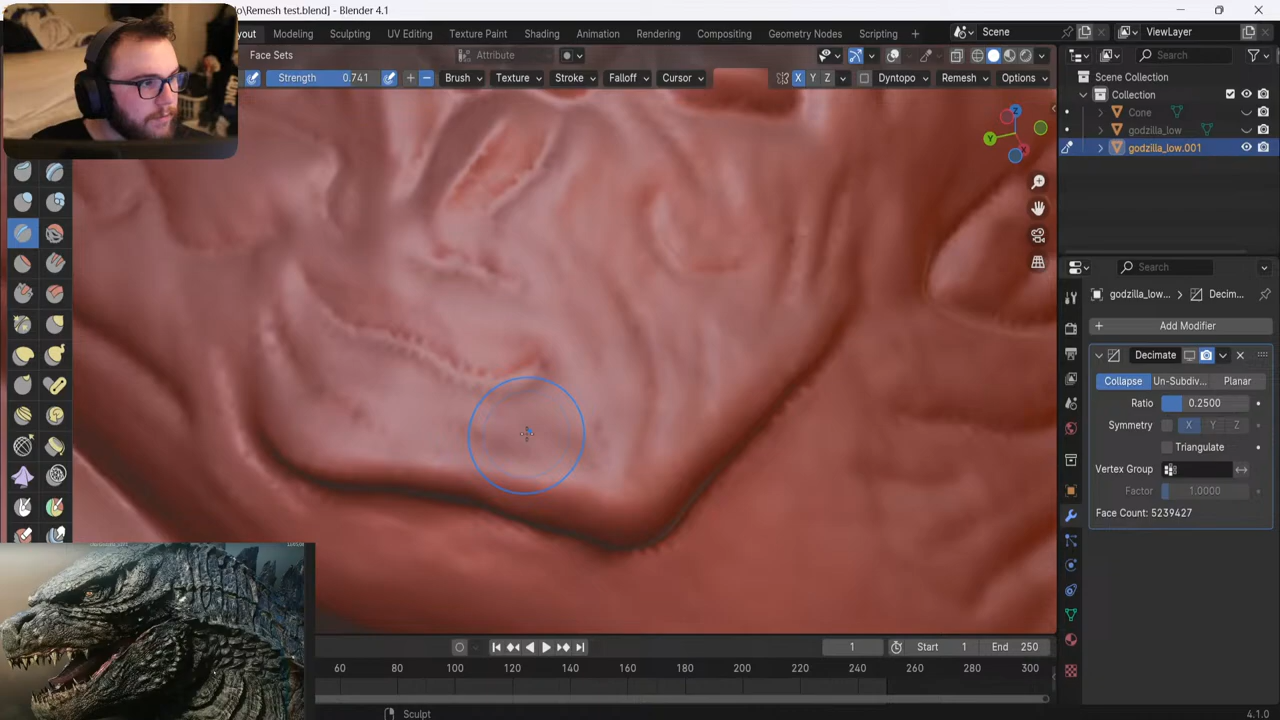 lo\Remesh test.blend] - Blender 4.1
out Modeling Sculpting UV Editing Texture Paint Shading Animation Rendering Compositing Geometry Nodes Scripting Scene ViewLayer
Face Sets Attribute Search
Strength 0.741 Brush Texture Stroke Falloff Cursor X Y Z Dyntopo Remesh Options
Scene Collection
Collection
Cone
godzilla_low
godzilla_low.001
Z
Y
X
Search
godzilla_low... Decim...
Add Modifier
Decimate
Collapse Un-Subdiv... Planar
Ratio 0.2500
Symmetry X Y Z
Triangulate
Vertex Group
Factor 1.0000
Face Count: 5239427
1 Start 1 End 250
60 80 100 120 140 160 180 200 220 240 260 280 300
Sculpt 4.1.0